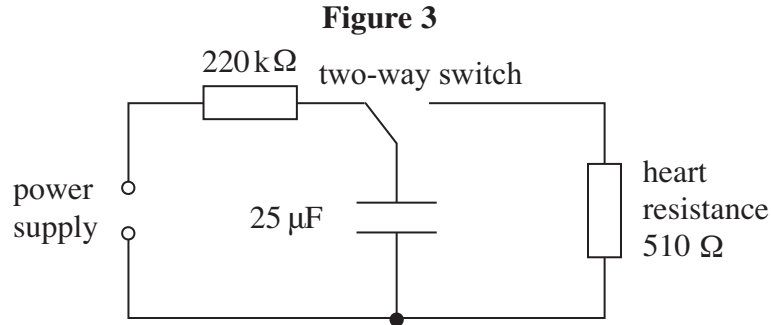 Figure 3
220 kΩ
two-way switch
power
supply
25 μF
heart
resistance
510 Ω